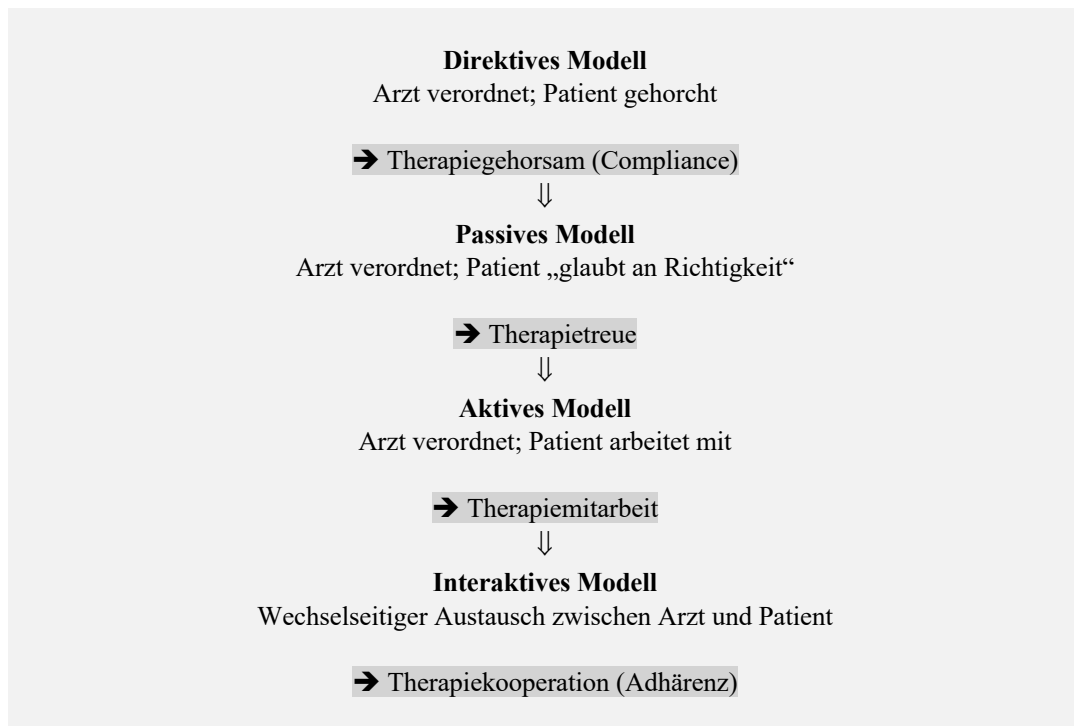 Direktives Modell
Arzt verordnet; Patient gehorcht
➔ Therapiegehorsam (Compliance)
⇓
Passives Modell
Arzt verordnet; Patient „glaubt an Richtigkeit“
➔ Therapietreue
⇓
Aktives Modell
Arzt verordnet; Patient arbeitet mit
➔ Therapiemitarbeit
⇓
Interaktives Modell
Wechselseitiger Austausch zwischen Arzt und Patient
➔ Therapiekooperation (Adhärenz)